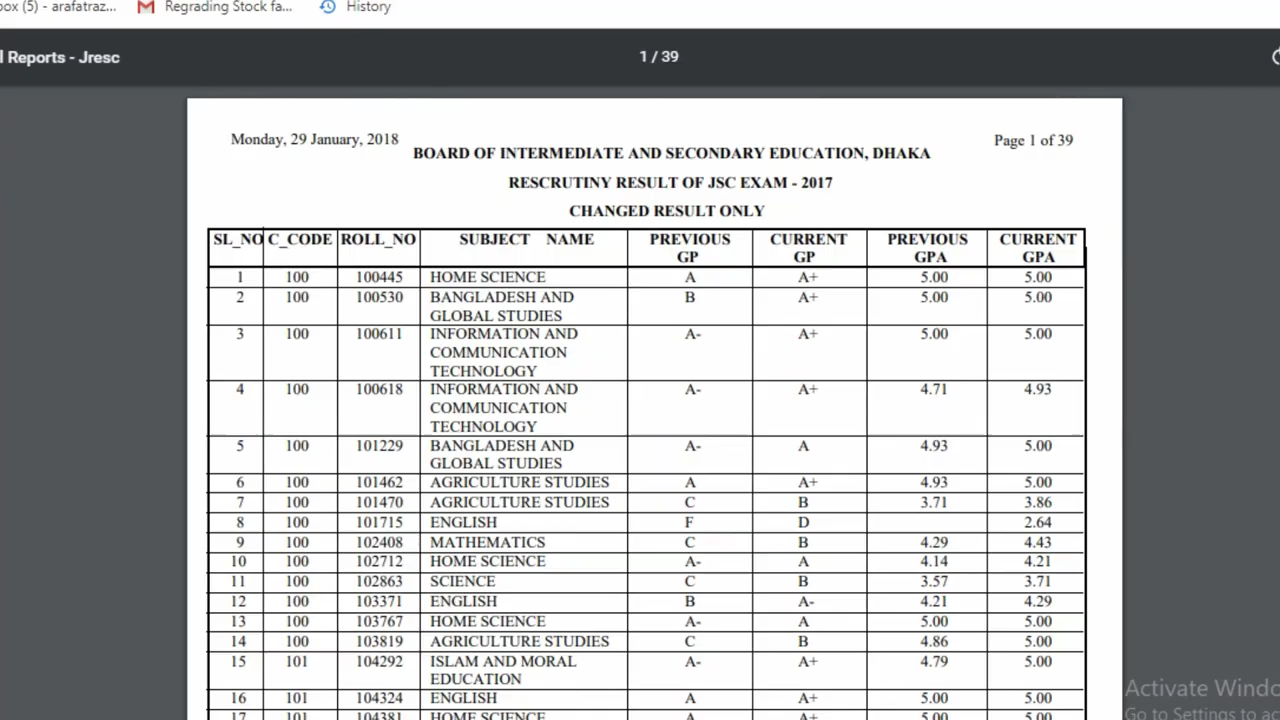 box (5) - arafatraz... Regrading Stock fa... History
l Reports - Jresc 1 / 39
Monday, 29 January, 2018 Page 1 of 39
BOARD OF INTERMEDIATE AND SECONDARY EDUCATION, DHAKA
RESCRUTINY RESULT OF JSC EXAM - 2017
CHANGED RESULT ONLY
SL_NO C_CODE ROLL_NO SUBJECT NAME PREVIOUS CURRENT PREVIOUS CURRENT
GP GP GPA GPA
1 100 100445 HOME SCIENCE A A+ 5.00 5.00
2 100 100530 BANGLADESH AND B A+ 5.00 5.00
GLOBAL STUDIES
3 100 100611 INFORMATION AND A- A+ 5.00 5.00
COMMUNICATION
TECHNOLOGY
4 100 100618 INFORMATION AND A- A+ 4.71 4.93
COMMUNICATION
TECHNOLOGY
5 100 101229 BANGLADESH AND A- A 4.93 5.00
GLOBAL STUDIES
6 100 101462 AGRICULTURE STUDIES A A+ 4.93 5.00
7 100 101470 AGRICULTURE STUDIES C B 3.71 3.86
8 100 101715 ENGLISH F D 2.64
9 100 102408 MATHEMATICS C B 4.29 4.43
10 100 102712 HOME SCIENCE A- A 4.14 4.21
11 100 102863 SCIENCE C B 3.57 3.71
12 100 103371 ENGLISH B A- 4.21 4.29
13 100 103767 HOME SCIENCE A- A 5.00 5.00
14 100 103819 AGRICULTURE STUDIES C B 4.86 5.00
15 101 104292 ISLAM AND MORAL A- A+ 4.79 5.00
EDUCATION
16 101 104324 ENGLISH A A+ 5.00 5.00
17 101 104381 HOME SCIENCE A A+ 5.00 5.00
Activate Windo
Go to Settings to ac